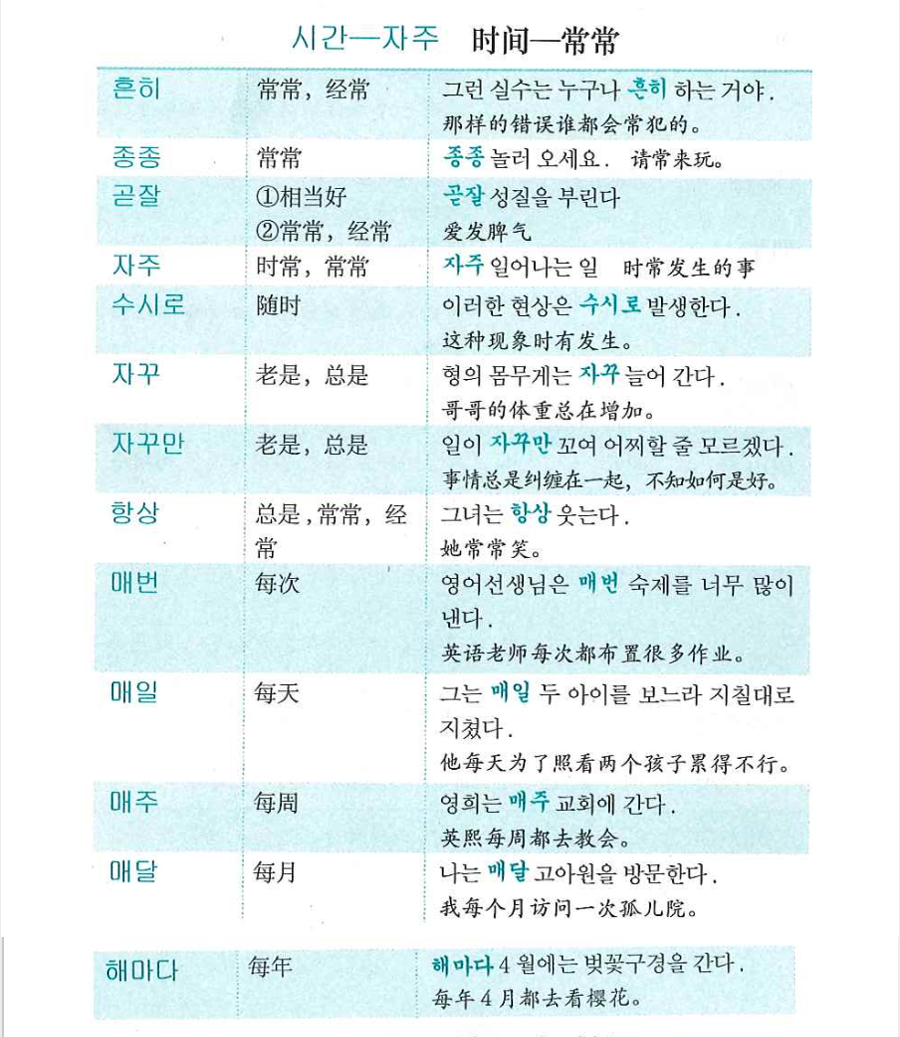 시간—자주 时间—常常
흔히 常常，经常 그런 실수는 누구나 흔히 하는 거야.
那样的错误谁都会常犯的。
종종 常常 종종 놀러 오세요. 请常来玩。
곧잘 ①相当好 곧잘 성질을 부린다
②常常，经常 爱发脾气
자주 时常，常常 자주 일어나는 일 时常发生的事
수시로 随时 이러한 현상은 수시로 발생한다.
这种现象时有发生。
자꾸 老是，总是 형의 몸무게는 자꾸 늘어 간다.
哥哥的体重总在增加。
자꾸만 老是，总是 일이 자꾸만 꼬여 어찌할 줄 모르겠다.
事情总是纠缠在一起，不知如何是好。
항상 总是,常常，经 그녀는 항상 웃는다.
常 她常常笑。
매번 每次 영어선생님은 매번 숙제를 너무 많이
낸다.
英语老师每次都布置很多作业。
매일 每天 그는 매일 두 아이를 보느라 지칠대로
지쳤다.
他每天为了照看两个孩子累得不行。
매주 每周 영희는 매주 교회에 간다.
英熙每周都去教会。
매달 每月 나는 매달 고아원을 방문한다.
我每个月访问一次孤儿院。
해마다 每年 해마다 4월에는 벚꽃구경을 간다.
每年4月都去看樱花。